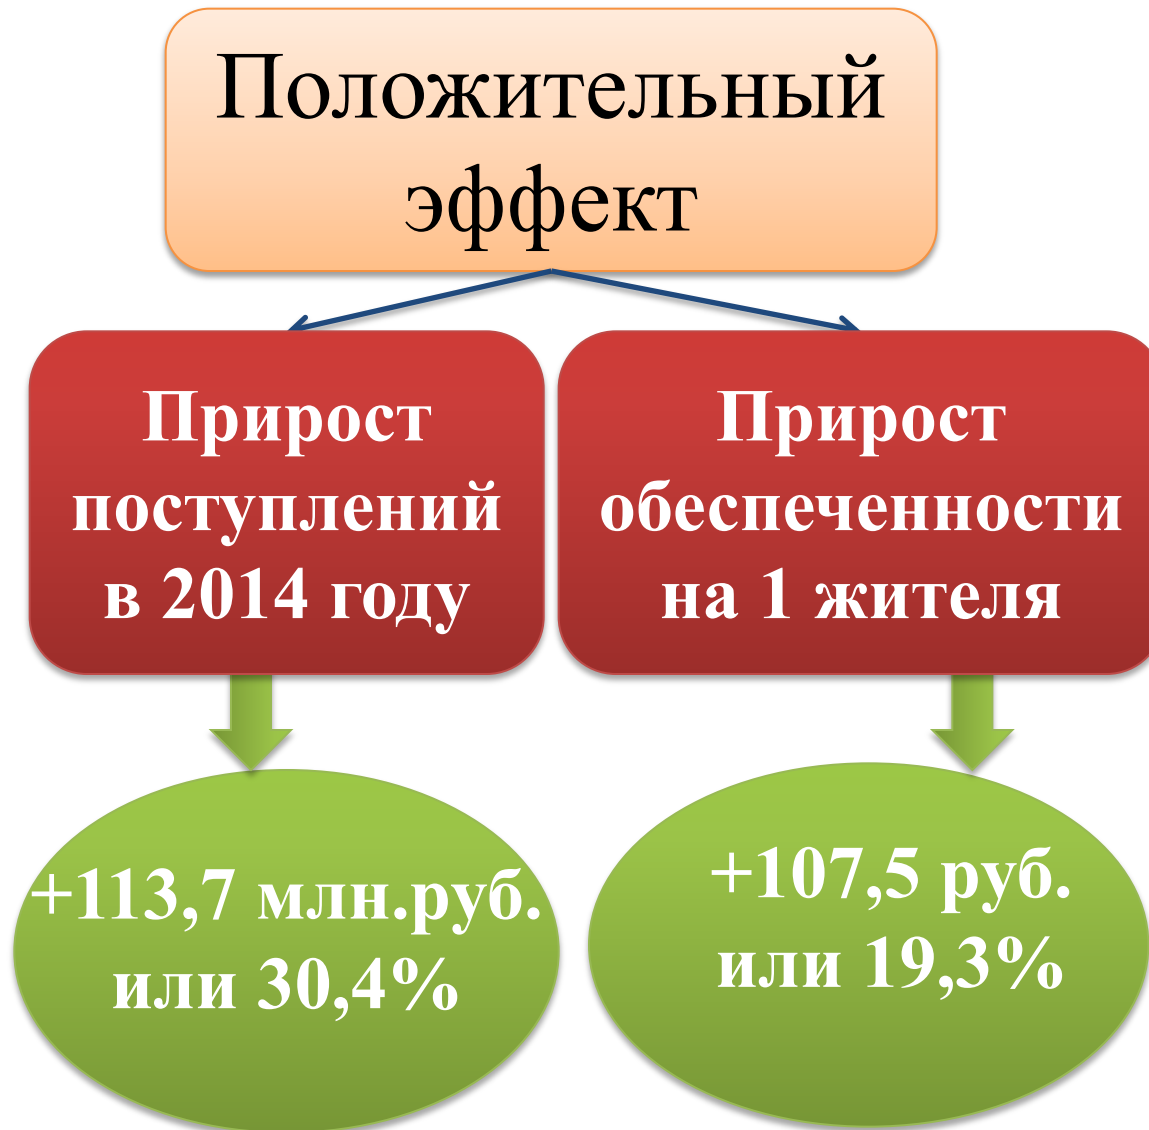 Положительный
эффект
Прирост
поступлений
в 2014 году
Прирост
обеспеченности
на 1 жителя
+113,7 млн.руб.
или 30,4%
+107,5 руб.
или 19,3%